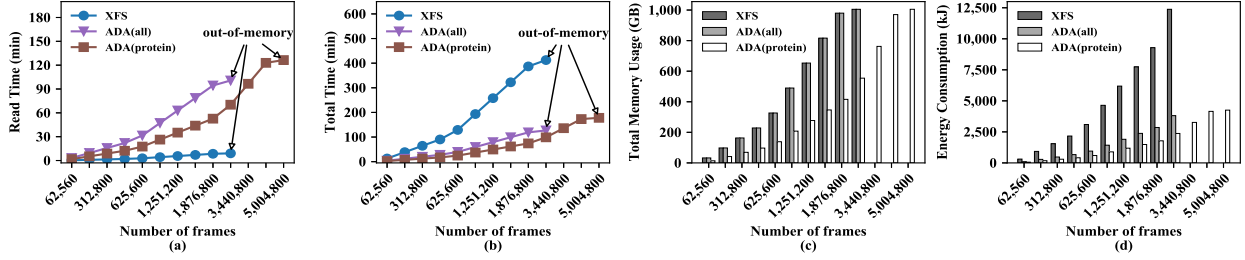 180
150
120
90
60
30
0
Read Time (min)
XFS
ADA(all)
ADA(protein)
out-of-memory
62,560
312,800
625,600
1,251,200
1,876,800
3,440,800
5,004,800
Number of frames
(a)
600
500
400
300
200
100
0
Total Time (min)
XFS
ADA(all)
ADA(protein)
out-of-memory
62,560
312,800
625,600
1,251,200
1,876,800
3,440,800
5,004,800
Number of frames
(b)
1,000
800
600
400
200
0
Total Memory Usage (GB)
XFS
ADA(all)
ADA(protein)
62,560
312,800
625,600
1,251,200
1,876,800
3,440,800
5,004,800
Number of frames
(c)
12,500
10,000
7,500
5,000
2,500
0
Energy Consumption (kJ)
XFS
ADA(all)
ADA(protein)
62,560
312,800
625,600
1,251,200
1,876,800
3,440,800
5,004,800
Number of frames
(d)